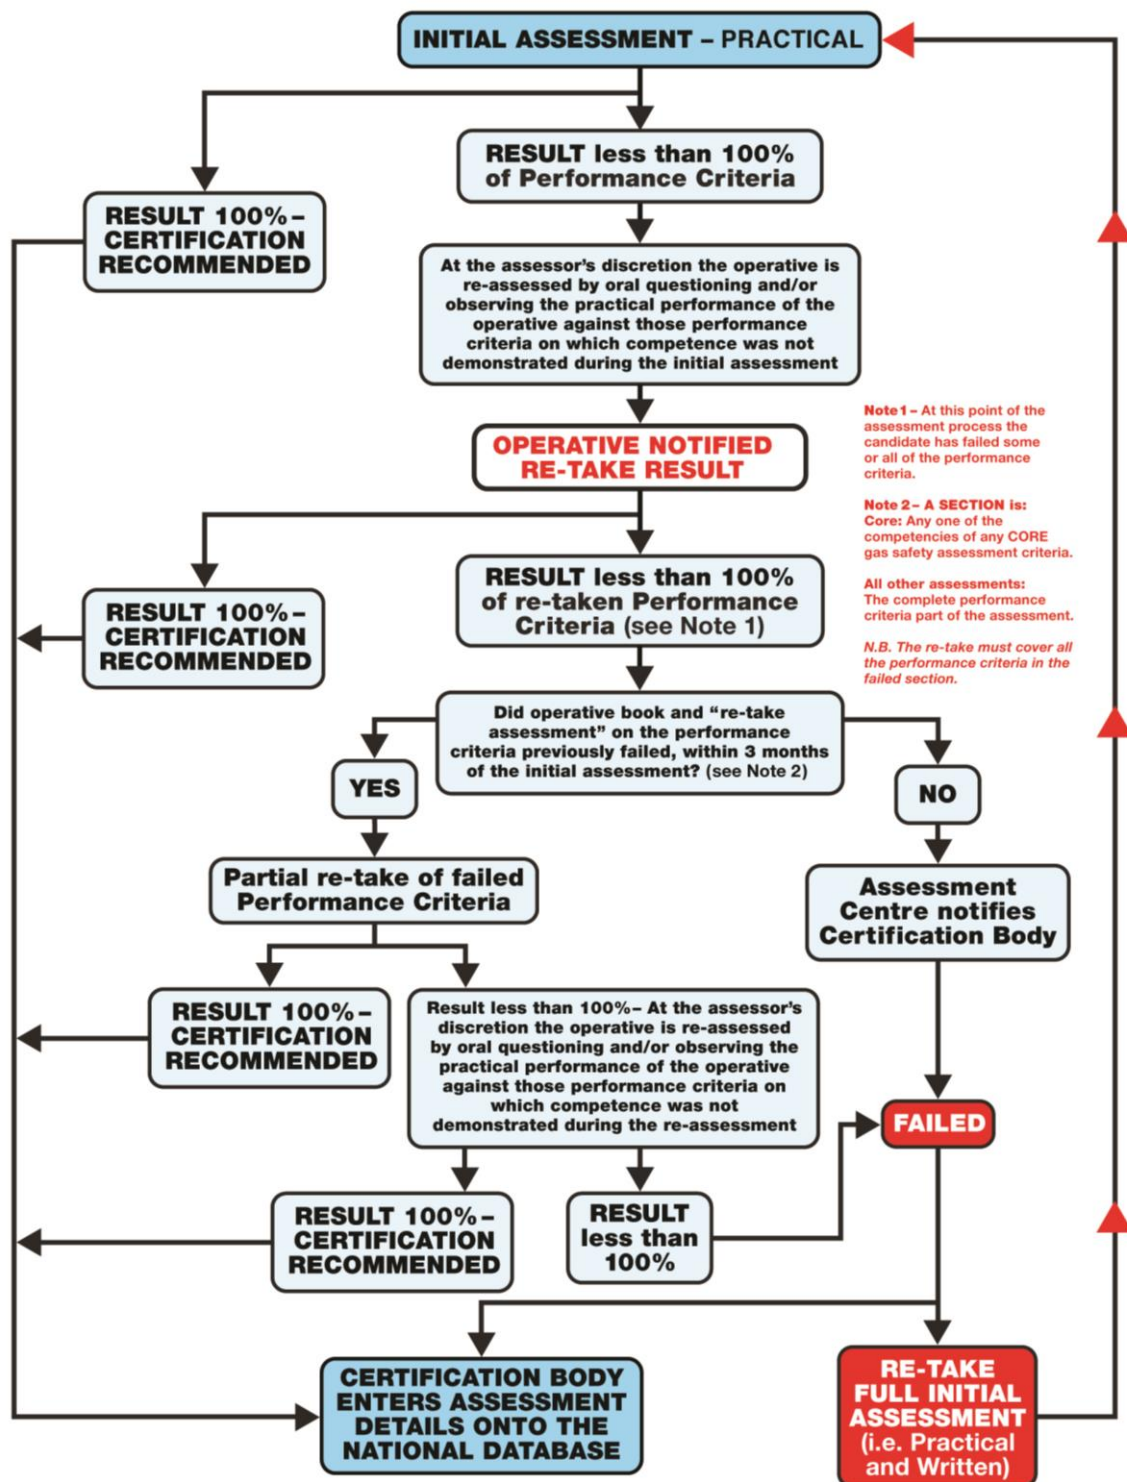 INITIAL ASSESSMENT – PRACTICAL
RESULT less than 100%
of Performance Criteria
RESULT 100% –
CERTIFICATION
RECOMMENDED
At the assessor's discretion the operative is
re-assessed by oral questioning and/or
observing the practical performance of the
operative against those performance
criteria on which competence was not
demonstrated during the initial assessment
OPERATIVE NOTIFIED
RE-TAKE RESULT
Note 1 – At this point of the
assessment process the
candidate has failed some
or all of the performance
criteria.
Note 2 – A SECTION is:
Core: Any one of the
competencies of any CORE
gas safety assessment criteria.
All other assessments:
The complete performance
criteria part of the assessment.
N.B. The re-take must cover all
the performance criteria in the
failed section.
RESULT less than 100%
of re-taken Performance
Criteria (see Note 1)
RESULT 100% –
CERTIFICATION
RECOMMENDED
Did operative book and “re-take
assessment” on the performance
criteria previously failed, within 3 months
of the initial assessment? (see Note 2)
YES
NO
Partial re-take of failed
Performance Criteria
Assessment
Centre notifies
Certification Body
RESULT 100% –
CERTIFICATION
RECOMMENDED
Result less than 100% – At the assessor's
discretion the operative is re-assessed
by oral questioning and/or observing the
practical performance of the operative
against those performance criteria on
which competence was not
demonstrated during the re-assessment
FAILED
RESULT 100% –
CERTIFICATION
RECOMMENDED
RESULT
less than
100%
CERTIFICATION BODY
ENTERS ASSESSMENT
DETAILS ONTO THE
NATIONAL DATABASE
RE-TAKE
FULL INITIAL
ASSESSMENT
(i.e. Practical
and Written)